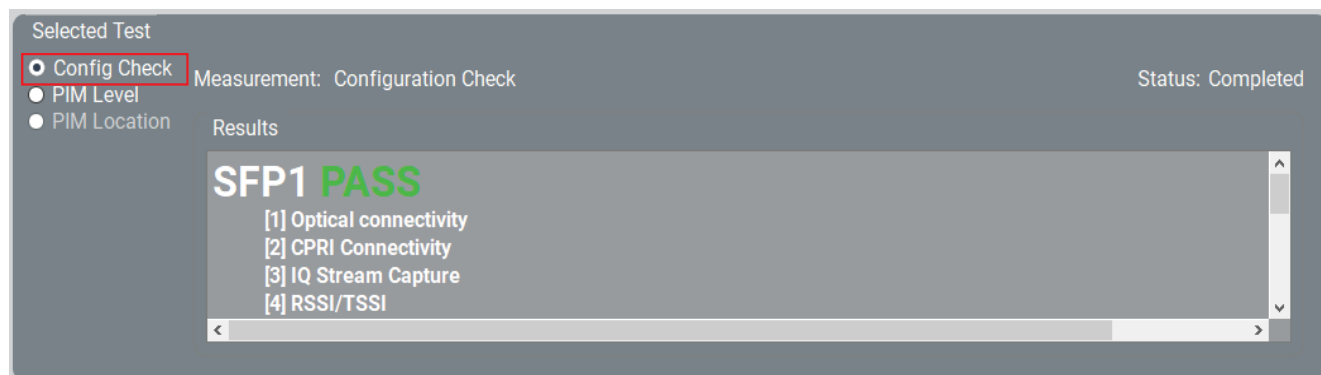 Selected Test
Config Check
Measurement: Configuration Check
Status: Completed
PIM Level
PIM Location
Results
SFP1 PASS
[1] Optical connectivity
[2] CPRI Connectivity
[3] IQ Stream Capture
[4] RSSI/TSSI